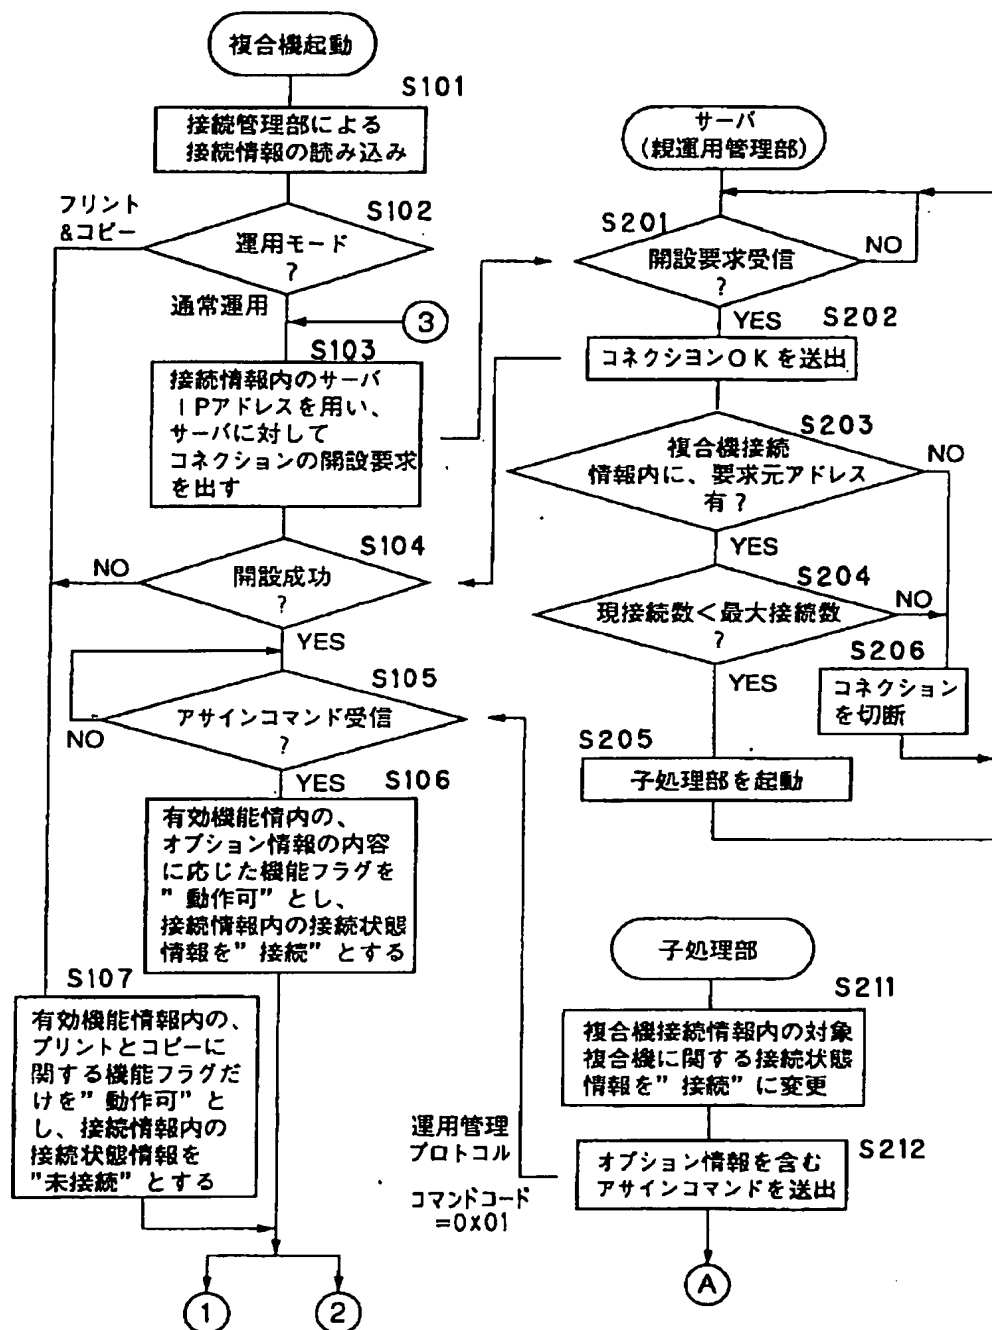 複合機起動
S101
接続管理部による
接続情報の読み込み
フリント
&コピー
S102
運用モード
?
通常運用
3
S103
接続情報内のサーバ
IPアドレスを用い、
サーバに対して
コネクションの開設要求
を出す
S104
NO
開設成功
?
YES
S105
アサインコマンド受信
?
NO
YES
S106
有効機能情内の、
オプション情報の内容
に応じた機能フラグを
"動作可"とし、
接続情報内の接続状態
情報を"接続"とする
S107
有効機能情報内の、
プリントとコピーに
関する機能フラグだ
けを"動作可"と
し、接続情報内の
接続状態情報を
"未接続"とする
1
2
サーバ
(親運用管理部)
S201
開設要求受信
?
NO
YES
S202
コネクションOKを送出
S203
複合機接続
情報内に、要求元アドレス
有?
NO
YES
S204
現接続数<最大接続数
?
NO
YES
S206
コネクション
を切断
S205
子処理部を起動
子処理部
S211
複合機接続情報内の対象
複合機に関する接続状態
情報を"接続"に変更
S212
オプション情報を含む
アサインコマンドを送出
運用管理
プロトコル
コマンドコード
=0X01
A